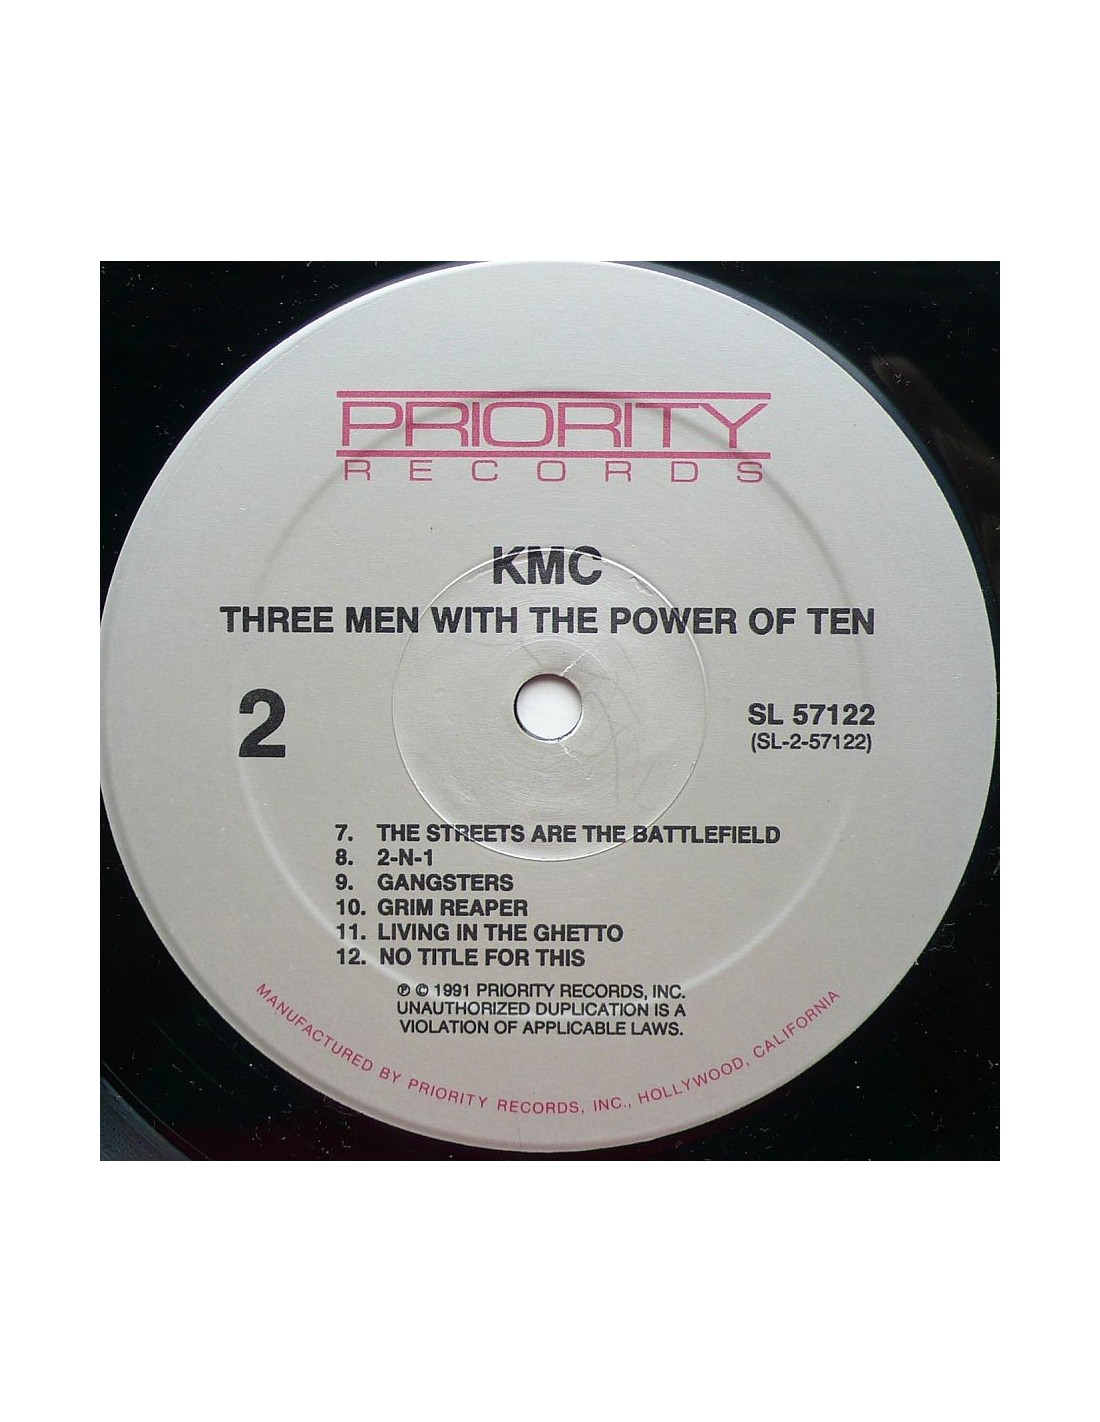 PRIORITY
RECORDS
KMC
THREE MEN WITH THE POWER OF TEN
2
SL 57122
(SL-2-57122)
7. THE STREETS ARE THE BATTLEFIELD
8. 2-N-1
9. GANGSTERS
10. GRIM REAPER
11. LIVING IN THE GHETTO
12. NO TITLE FOR THIS
℗ © 1991 PRIORITY RECORDS, INC.
UNAUTHORIZED DUPLICATION IS A
VIOLATION OF APPLICABLE LAWS.
MANUFACTURED BY PRIORITY RECORDS, INC., HOLLYWOOD, CALIFORNIA